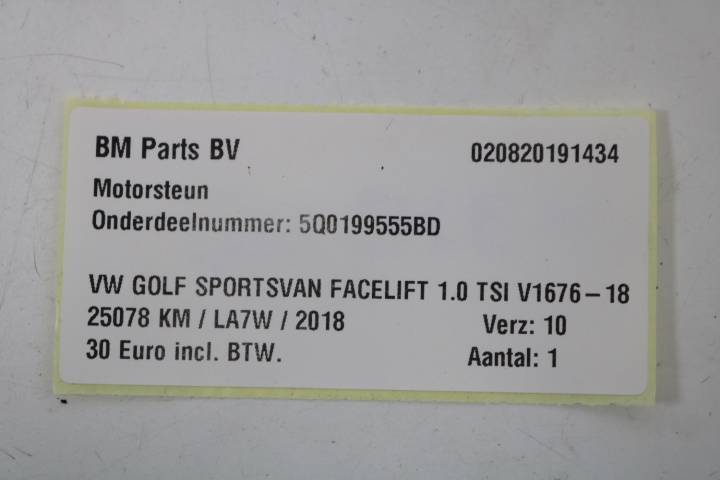 BM Parts BV 020820191434
Motorsteun
Onderdeelnummer: 5Q0199555BD
VW GOLF SPORTSVAN FACELIFT 1.0 TSI V1676-18
25078 KM / LA7W / 2018 Verz: 10
30 Euro incl. BTW. Aantal: 1